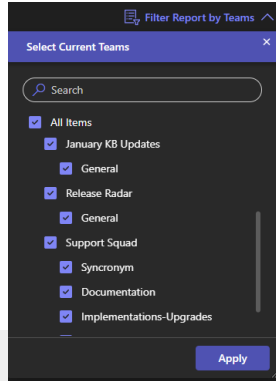 Filter Report by Teams
Select Current Teams
Search
All Items
January KB Updates
General
Release Radar
General
Support Squad
Syncronym
Documentation
Implementations-Upgrades
Apply